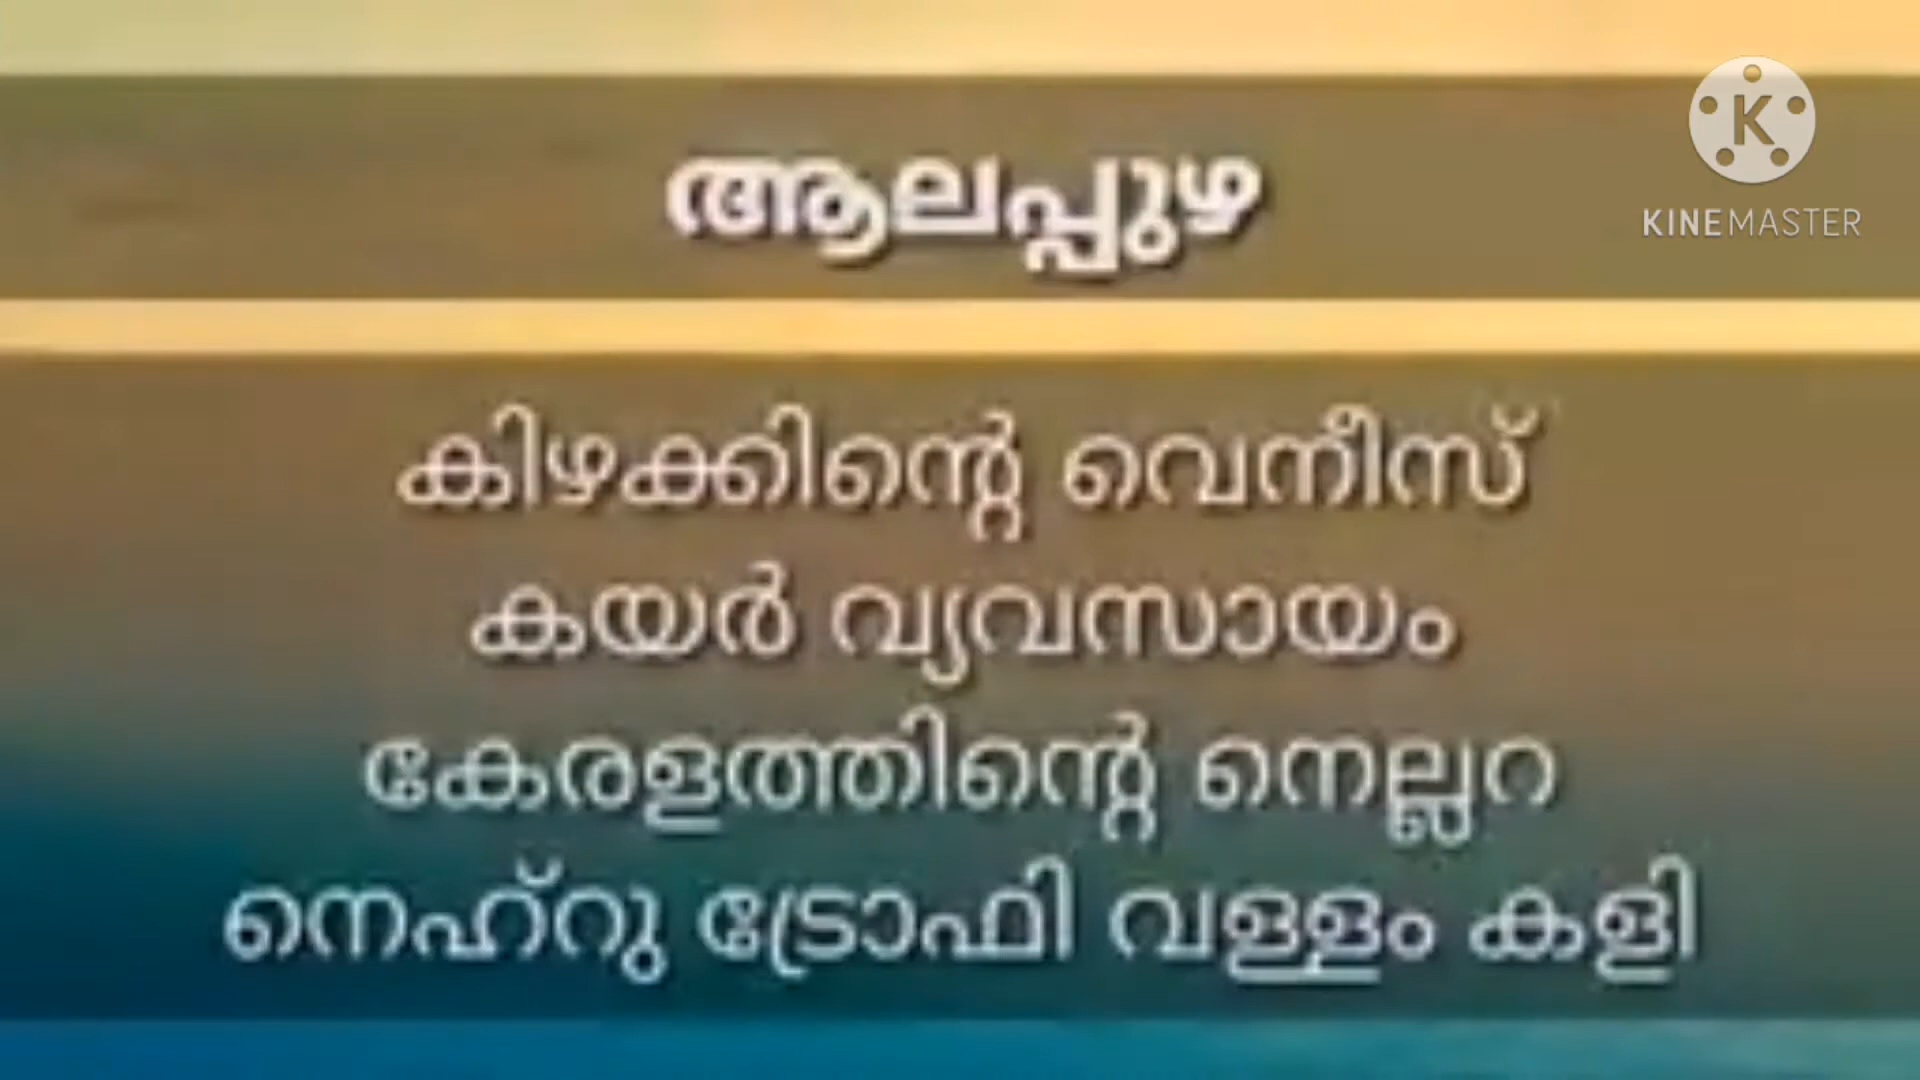 ആലപ്പുഴ
KINEMASTER
കിഴക്കിന്റെ വെനീസ്
കയർ വ്യവസായം
കേരളത്തിന്റെ നെല്ലറ
നെഹ്റു ട്രോഫി വള്ളം കളി